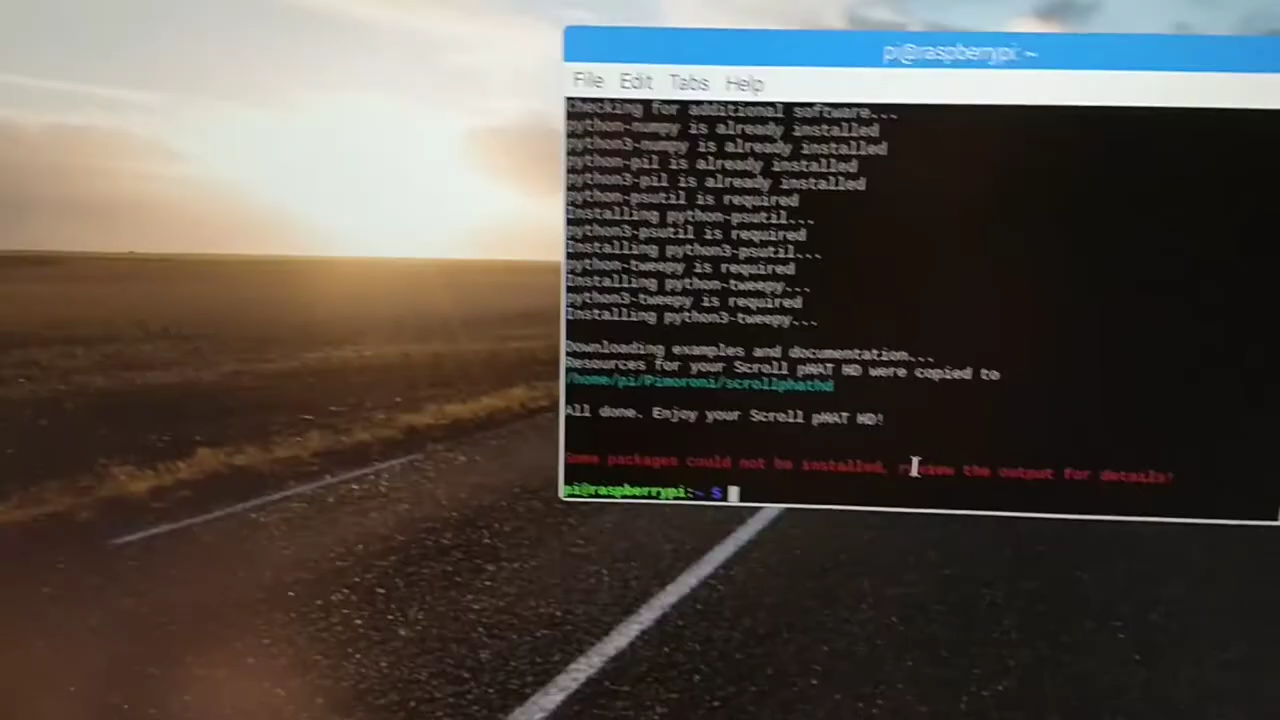 pi@raspberrypi: ~
File Edit Tabs Help
Checking for additional software...
python-numpy is already installed
python3-numpy is already installed
python-pil is already installed
python3-pil is already installed
python-psutil is required
Installing python-psutil...
python3-psutil is required
Installing python3-psutil...
python-tweepy is required
Installing python-tweepy...
python3-tweepy is required
Installing python3-tweepy...
Downloading examples and documentation...
Resources for your Scroll pHAT HD were copied to
/home/pi/Pimoroni/scrollphathd
All done. Enjoy your Scroll pHAT HD!
Some packages could not be installed, review the output for details!
pi@raspberrypi:~ $